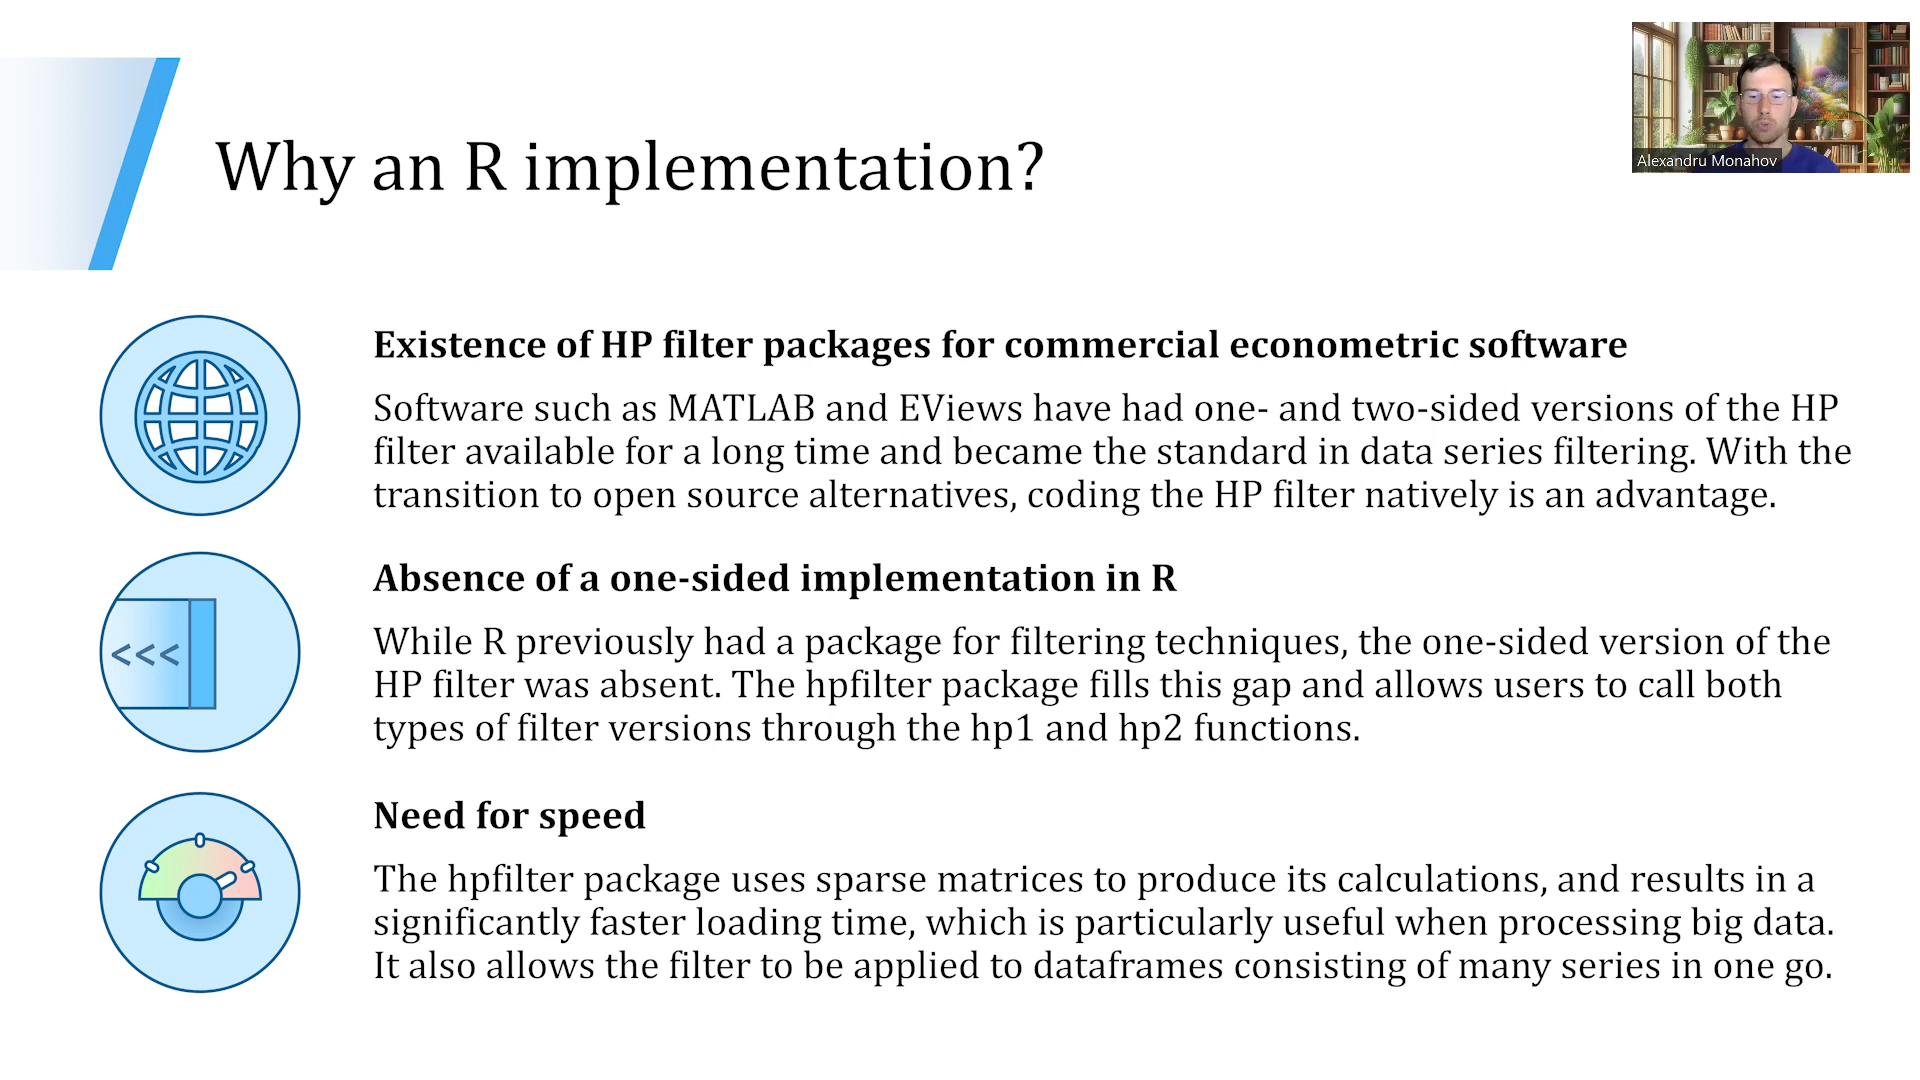 Alexandru Monahov
Why an R implementation?
Existence of HP filter packages for commercial econometric software
Software such as MATLAB and EViews have had one- and two-sided versions of the HP
filter available for a long time and became the standard in data series filtering. With the
transition to open source alternatives, coding the HP filter natively is an advantage.
<<<
Absence of a one-sided implementation in R
While R previously had a package for filtering techniques, the one-sided version of the
HP filter was absent. The hpfilter package fills this gap and allows users to call both
types of filter versions through the hp1 and hp2 functions.
Need for speed
The hpfilter package uses sparse matrices to produce its calculations, and results in a
significantly faster loading time, which is particularly useful when processing big data.
It also allows the filter to be applied to dataframes consisting of many series in one go.